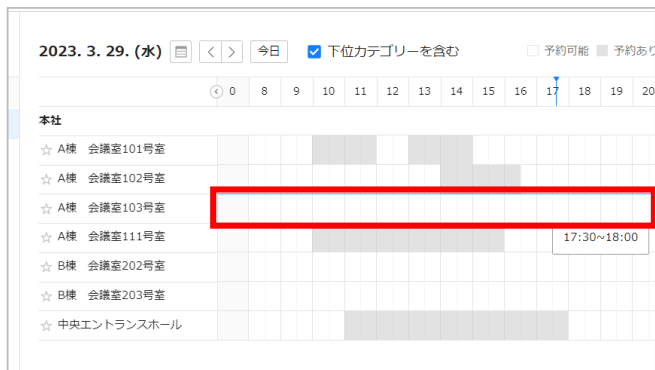 2023. 3. 29. (水) 今日 下位カテゴリーを含む 予約可能 予約あり
0 8 9 10 11 12 13 14 15 16 17 18 19 20
本社
A棟 会議室101号室
A棟 会議室102号室
A棟 会議室103号室
A棟 会議室111号室 17:30~18:00
B棟 会議室202号室
B棟 会議室203号室
中央エントランスホール